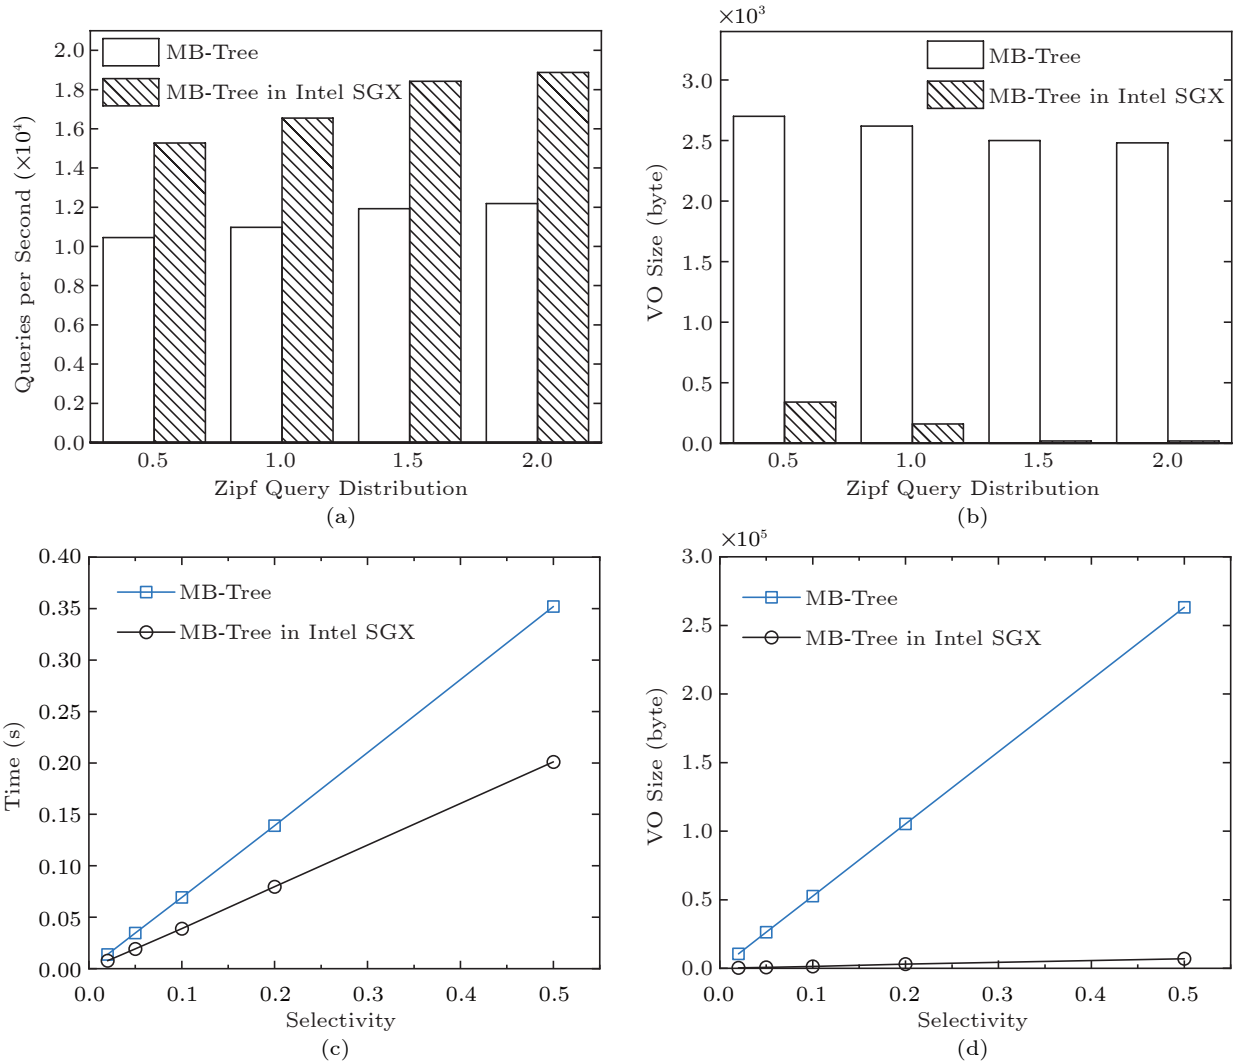 2.0
1.8
1.6
1.4
1.2
1.0
0.8
0.6
0.4
0.2
0.0
Queries per Second (×10⁴)
MB-Tree
MB-Tree in Intel SGX
0.5 1.0 1.5 2.0
Zipf Query Distribution
(a)
×10³
3.0
2.5
2.0
1.5
1.0
0.5
0.0
VO Size (byte)
MB-Tree
MB-Tree in Intel SGX
0.5 1.0 1.5 2.0
Zipf Query Distribution
(b)
0.40
0.35
0.30
0.25
0.20
0.15
0.10
0.05
0.00
Time (s)
MB-Tree
MB-Tree in Intel SGX
0.0 0.1 0.2 0.3 0.4 0.5
Selectivity
(c)
×10⁵
3.0
2.5
2.0
1.5
1.0
0.5
0.0
VO Size (byte)
MB-Tree
MB-Tree in Intel SGX
0.0 0.1 0.2 0.3 0.4 0.5
Selectivity
(d)